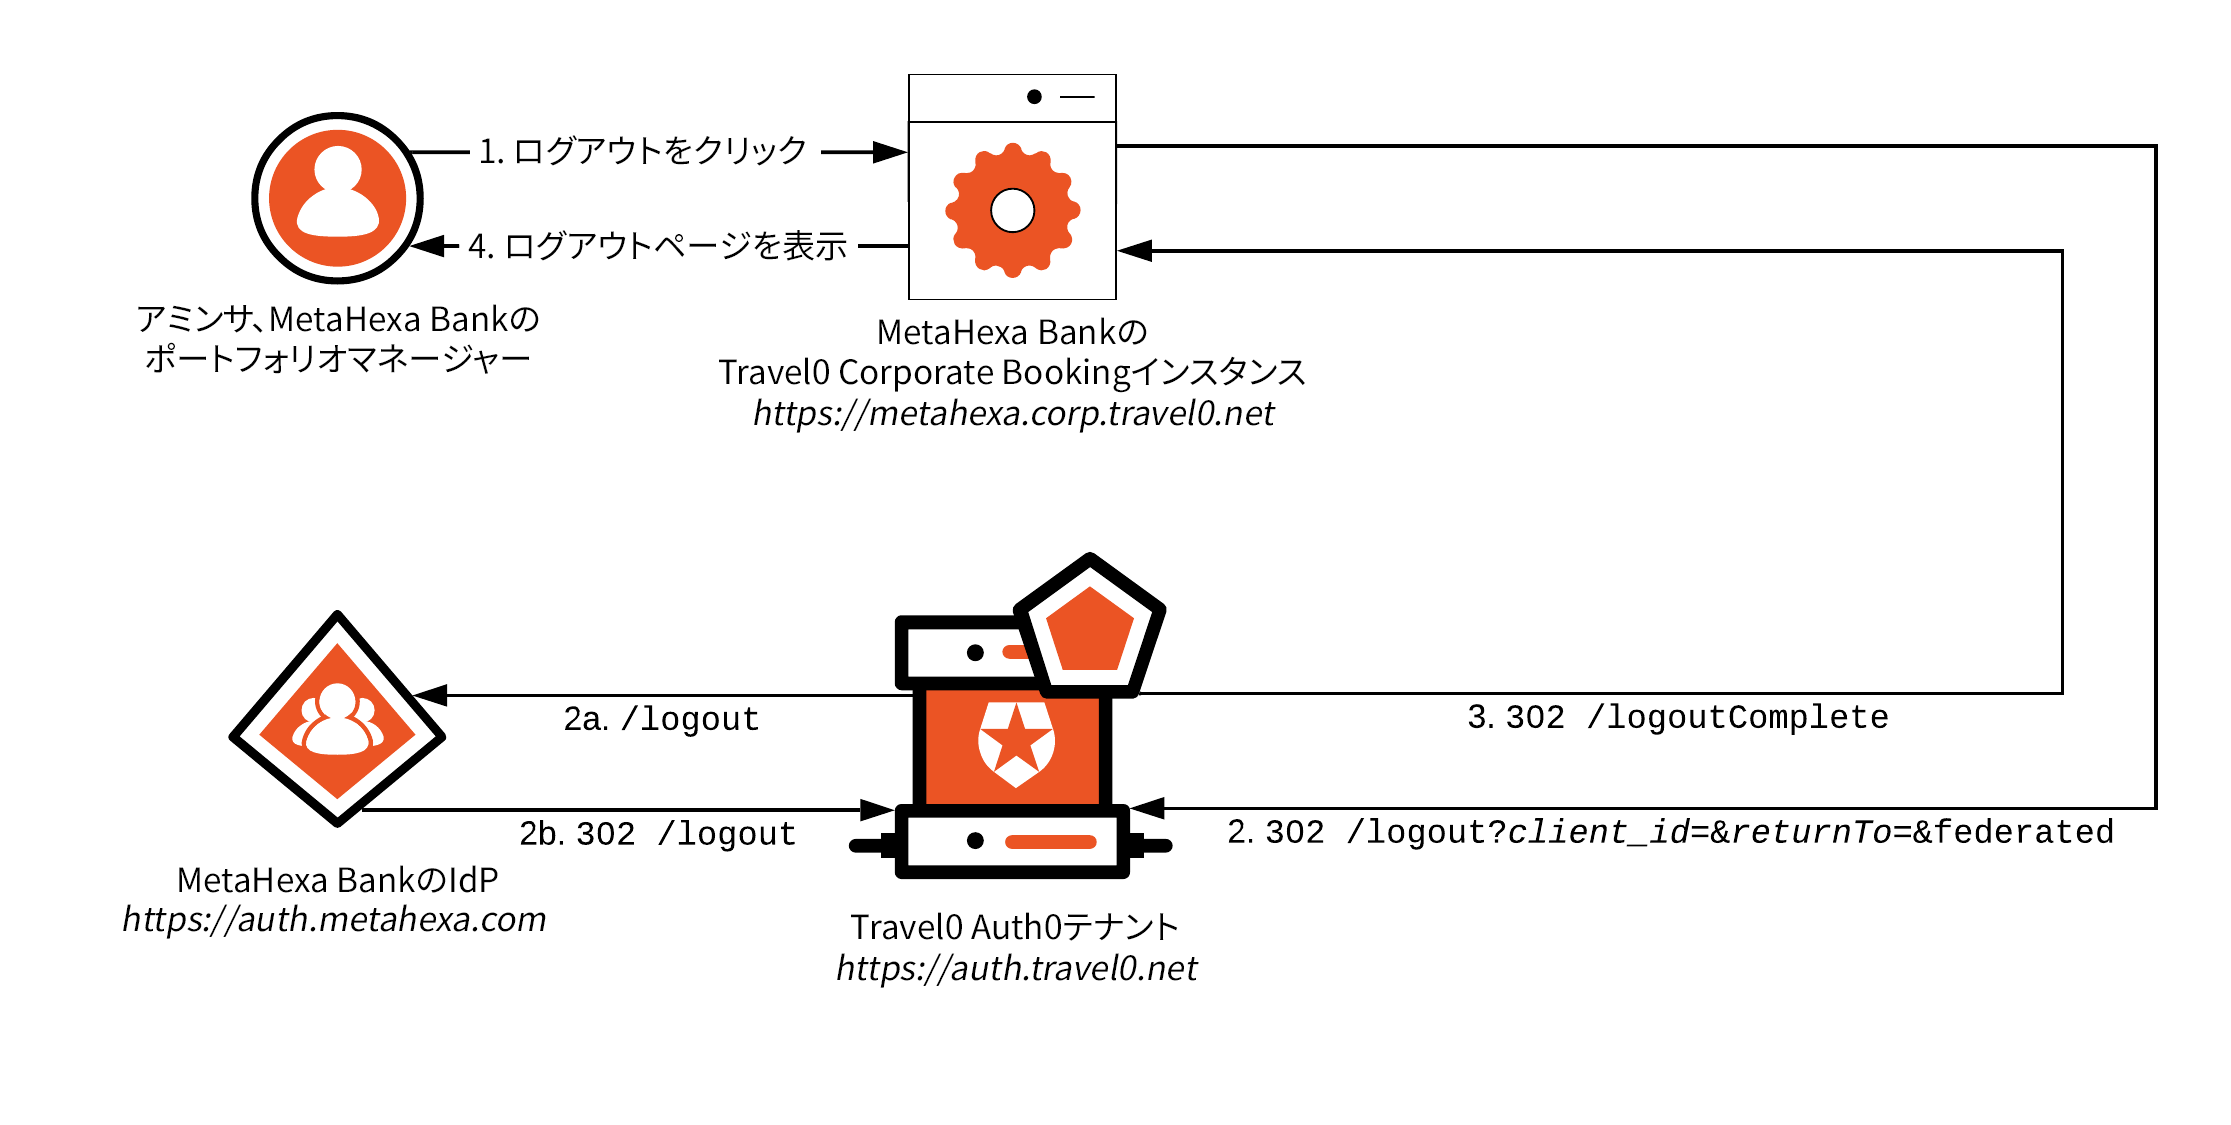 1. ログアウトをクリック
4. ログアウトページを表示
アミンサ、MetaHexa Bankの
ポートフォリオマネージャー
MetaHexa Bankの
Travel0 Corporate Bookingインスタンス
https://metahexa.corp.travel0.net
2a. /logout
3. 302 /logoutComplete
2b. 302 /logout
2. 302 /logout?client_id=&returnTo=&federated
MetaHexa BankのIdP
https://auth.metahexa.com
Travel0 Auth0テナント
https://auth.travel0.net